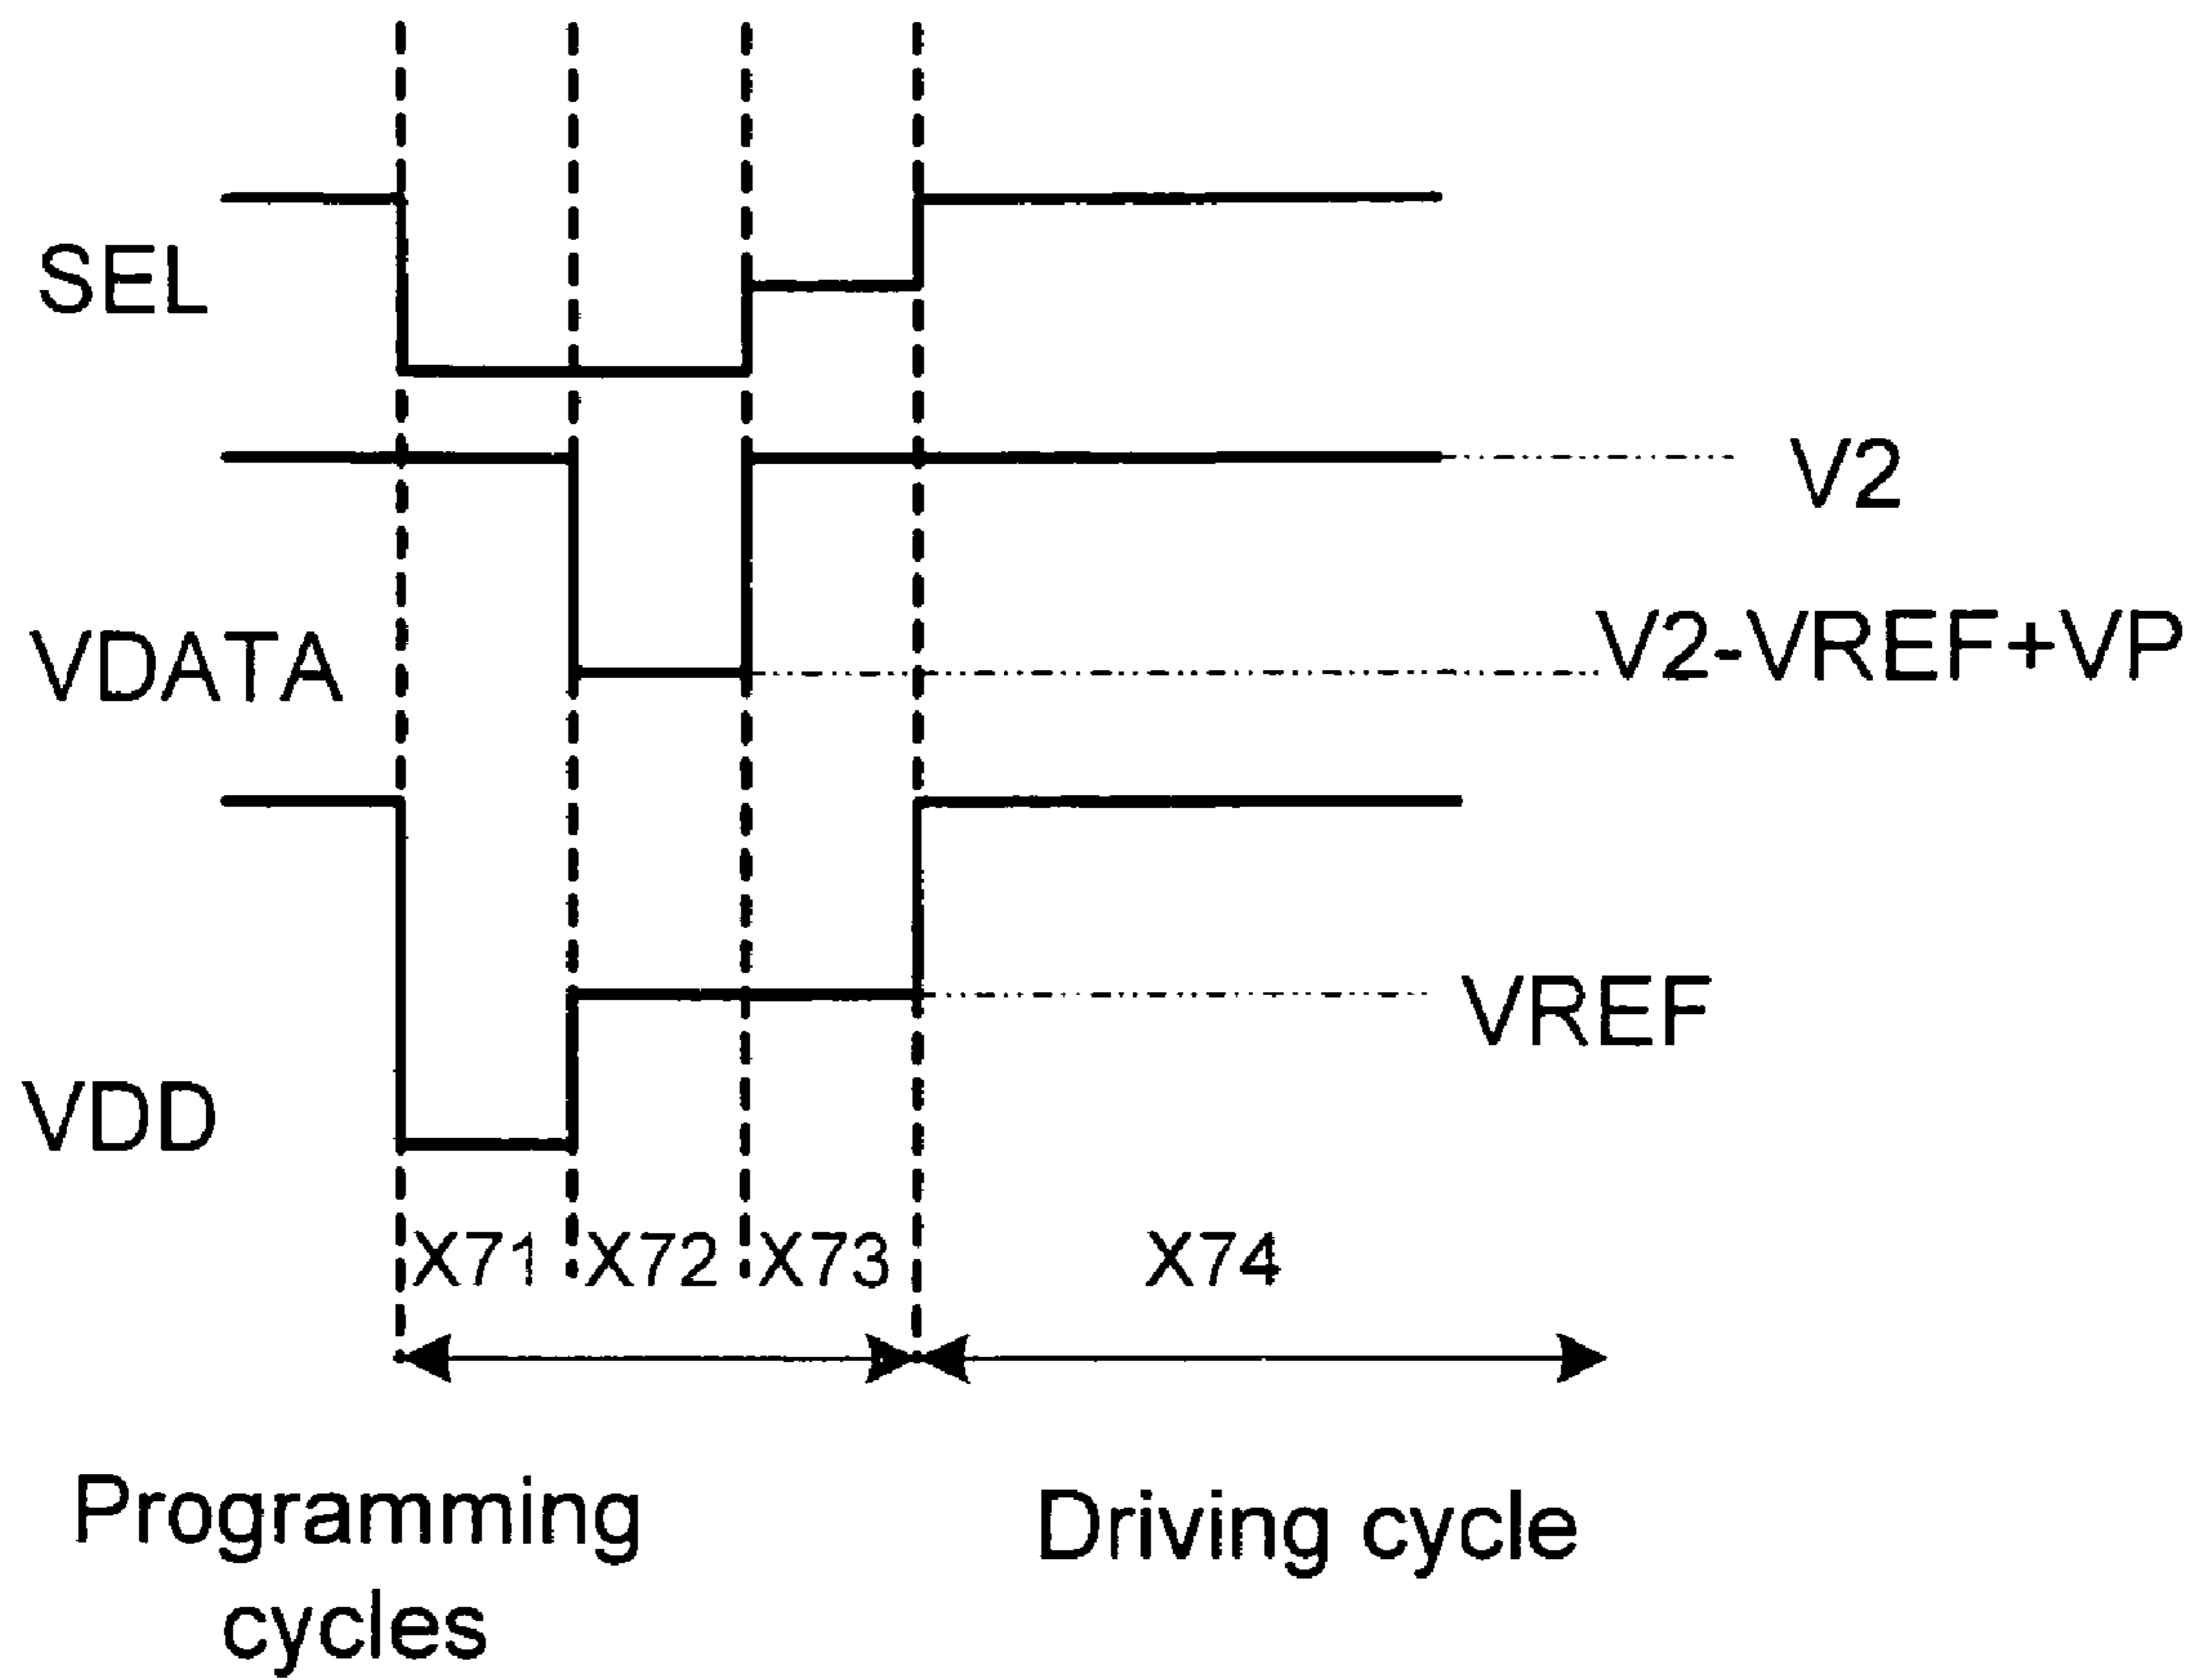 SEL
V2
VDATA
V2-VREF+VP
VREF
VDD
X71 X72 X73 X74
Programming
cycles
Driving cycle